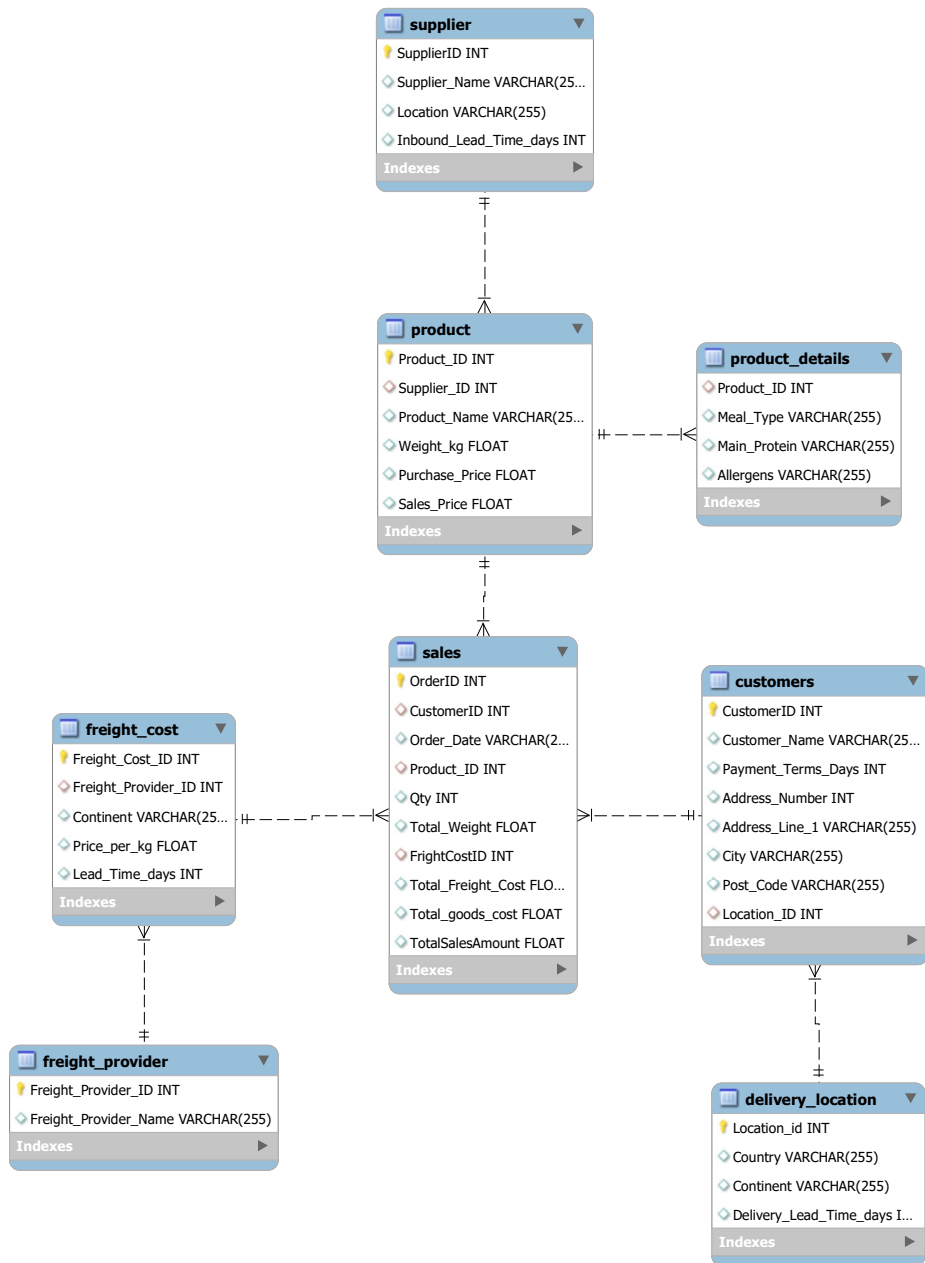 supplier
SupplierID INT
Supplier_Name VARCHAR(25...
Location VARCHAR(255)
Inbound_Lead_Time_days INT
Indexes
product
Product_ID INT
Supplier_ID INT
Product_Name VARCHAR(25...
Weight_kg FLOAT
Purchase_Price FLOAT
Sales_Price FLOAT
Indexes
product_details
Product_ID INT
Meal_Type VARCHAR(255)
Main_Protein VARCHAR(255)
Allergens VARCHAR(255)
Indexes
sales
OrderID INT
CustomerID INT
Order_Date VARCHAR(2...
Product_ID INT
Qty INT
Total_Weight FLOAT
FrightCostID INT
Total_Freight_Cost FLO...
Total_goods_cost FLOAT
TotalSalesAmount FLOAT
Indexes
customers
CustomerID INT
Customer_Name VARCHAR(25...
Payment_Terms_Days INT
Address_Number INT
Address_Line_1 VARCHAR(255)
City VARCHAR(255)
Post_Code VARCHAR(255)
Location_ID INT
Indexes
freight_cost
Freight_Cost_ID INT
Freight_Provider_ID INT
Continent VARCHAR(25...
Price_per_kg FLOAT
Lead_Time_days INT
Indexes
freight_provider
Freight_Provider_ID INT
Freight_Provider_Name VARCHAR(255)
Indexes
delivery_location
Location_id INT
Country VARCHAR(255)
Continent VARCHAR(255)
Delivery_Lead_Time_days I...
Indexes